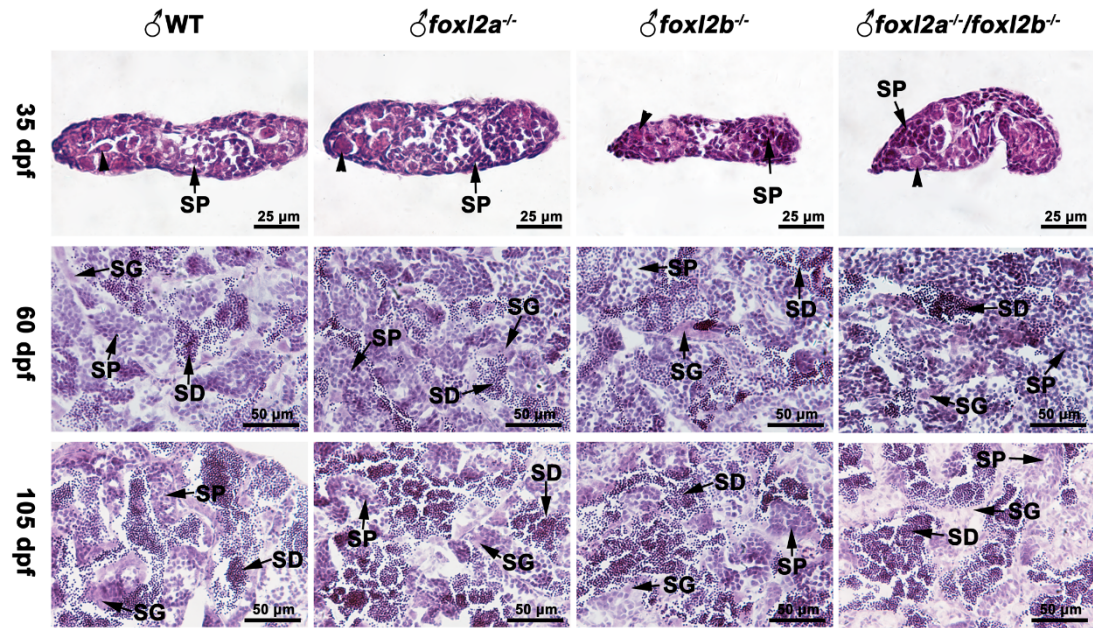 ♂WT ♂foxl2a-/- ♂foxl2b-/- ♂foxl2a-/-/foxl2b-/-
35 dpf
SP
SP
SP
SP
25 µm 25 µm 25 µm 25 µm
60 dpf
SG
SP
SD
SG
SP
SD
SP
SD
SG
SD
SP
SG
50 µm 50 µm 50 µm 50 µm
105 dpf
SP
SD
SG
SD
SP
SG
SD
SP
SG
SP
SG
SD
50 µm 50 µm 50 µm 50 µm